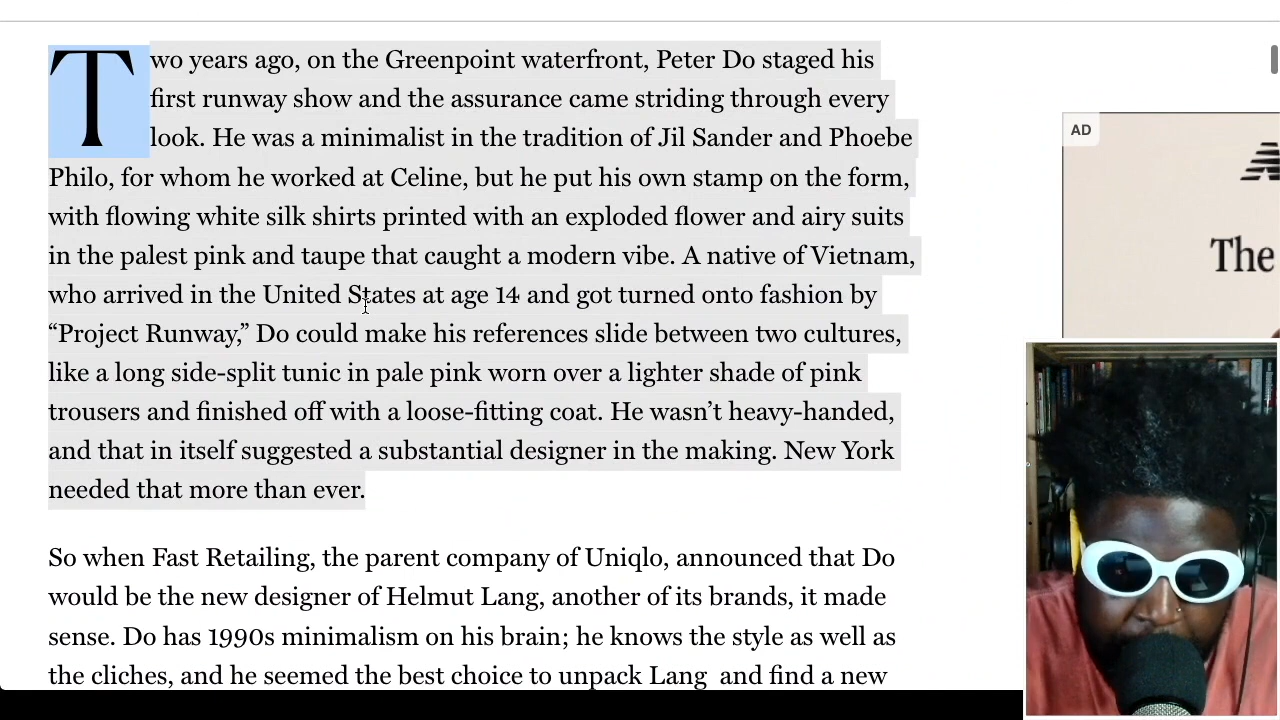 Two years ago, on the Greenpoint waterfront, Peter Do staged his
first runway show and the assurance came striding through every
look. He was a mininalist in the tradition of Jil Sander and Phoebe
Philo, for whom he worked at Celine, but he put his own stamp on the form,
with flowing white silk shirts printed with an exploded flower and airy suits
in the palest pink and taupe that caught a modern vibe. A native of Vietnam,
who arrived in the United States at age 14 and got turned onto fashion by
“Project Runway,” Do could make his references slide between two cultures,
like a long side-split tunic in pale pink worn over a lighter shade of pink
trousers and finished off with a loose-fitting coat. He wasn’t heavy-handed,
and that in itself suggested a substantial designer in the making. New York
needed that more than ever.
So when Fast Retailing, the parent company of Uniqlo, announced that Do
would be the new designer of Helmut Lang, another of its brands, it made
sense. Do has 1990s minimalism on his brain; he knows the style as well as
the cliches, and he seemed the best choice to unpack Lang and find a new
AD
The